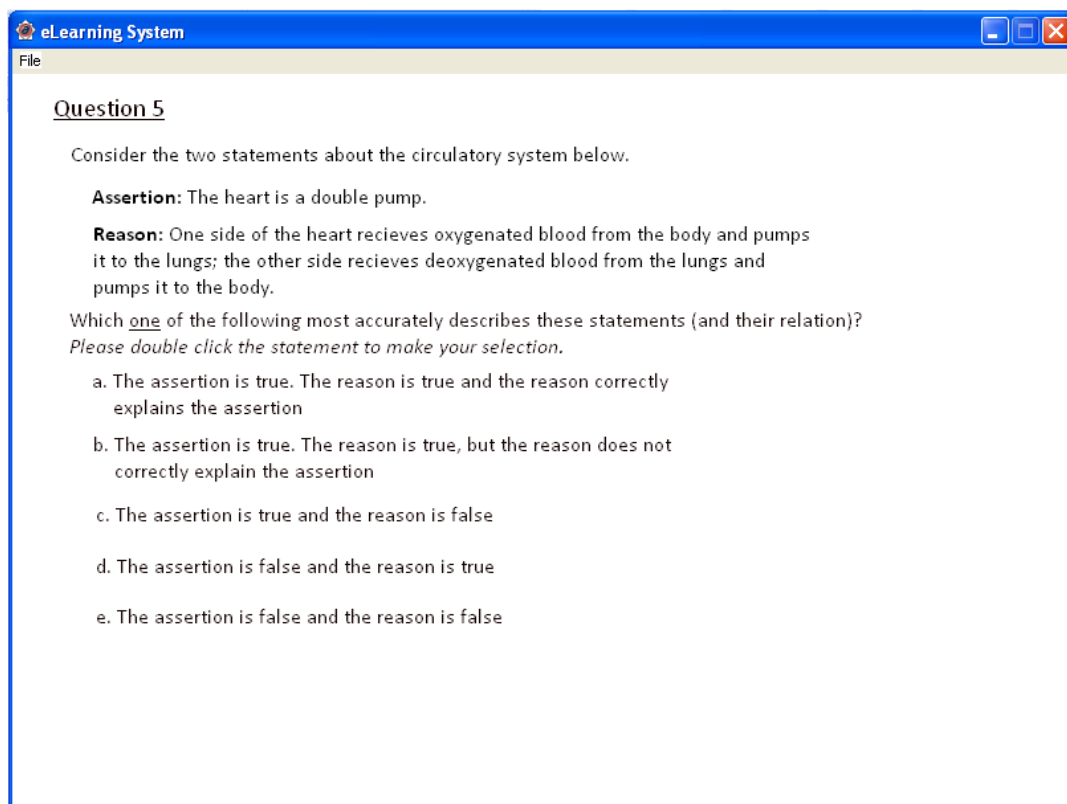 eLearning System
File
Question 5
Consider the two statements about the circulatory system below.
Assertion: The heart is a double pump.
Reason: One side of the heart recieves oxygenated blood from the body and pumps
it to the lungs; the other side recieves deoxygenated blood from the lungs and
pumps it to the body.
Which one of the following most accurately describes these statements (and their relation)?
Please double click the statement to make your selection.
a. The assertion is true. The reason is true and the reason correctly
explains the assertion
b. The assertion is true. The reason is true, but the reason does not
correctly explain the assertion
c. The assertion is true and the reason is false
d. The assertion is false and the reason is true
e. The assertion is false and the reason is false